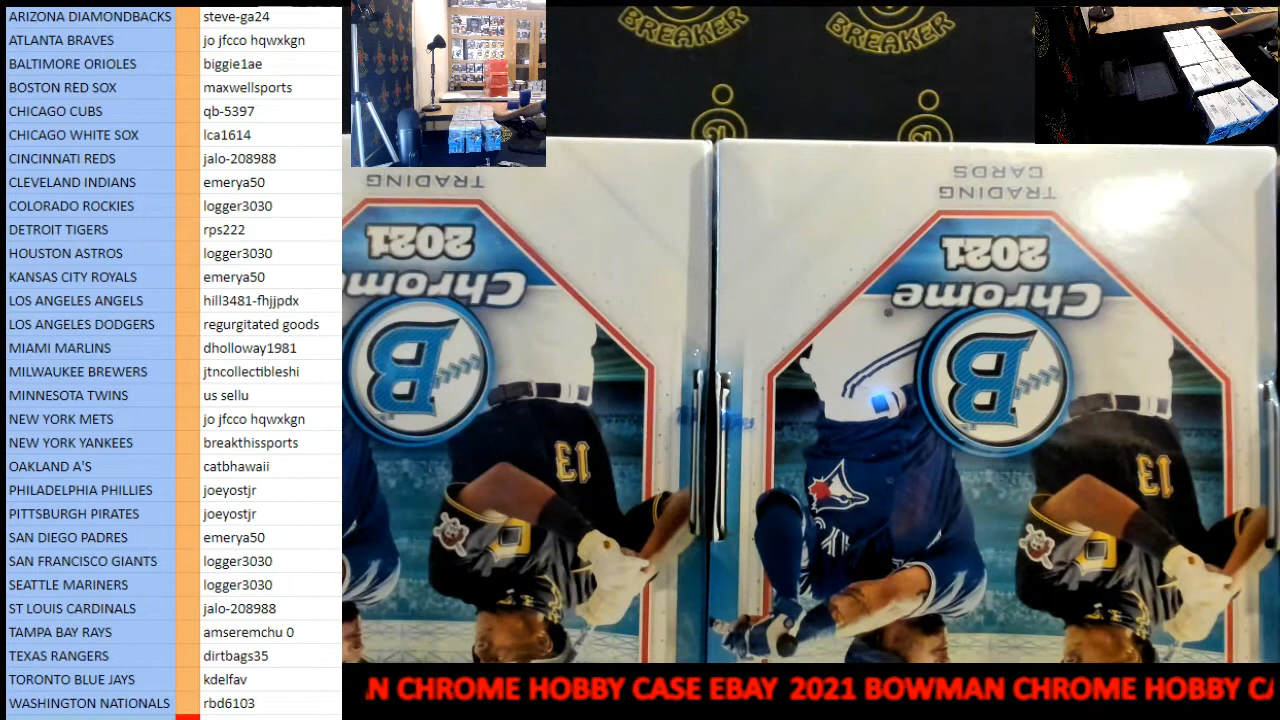 ARIZONA DIAMONDBACKS steve-ga24
ATLANTA BRAVES jo jfcco hqwxkgn
BALTIMORE ORIOLES biggie1ae
BOSTON RED SOX maxwellsports
CHICAGO CUBS qb-5397
CHICAGO WHITE SOX lca1614
CINCINNATI REDS jalo-208988
CLEVELAND INDIANS emerya50
COLORADO ROCKIES logger3030
DETROIT TIGERS rps222
HOUSTON ASTROS logger3030
KANSAS CITY ROYALS emerya50
LOS ANGELES ANGELS hill3481-fhjjpdx
LOS ANGELES DODGERS regurgitated goods
MIAMI MARLINS dholloway1981
MILWAUKEE BREWERS jtncollectibleshi
MINNESOTA TWINS us sellu
NEW YORK METS jo jfcco hqwxkgn
NEW YORK YANKEES breakthissports
OAKLAND A'S catbhawaii
PHILADELPHIA PHILLIES joeyostjr
PITTSBURGH PIRATES joeyostjr
SAN DIEGO PADRES emerya50
SAN FRANCISCO GIANTS logger3030
SEATTLE MARINERS logger3030
ST LOUIS CARDINALS jalo-208988
TAMPA BAY RAYS amseremchu 0
TEXAS RANGERS dirtbags35
TORONTO BLUE JAYS kdelfav
WASHINGTON NATIONALS rbd6103
BREAKER
BREAKER
TRADING
2021
Chrome
B
13
TRADING
CARDS
2021
Chrome
B
13
N CHROME HOBBY CASE EBAY 2021 BOWMAN CHROME HOBBY CA